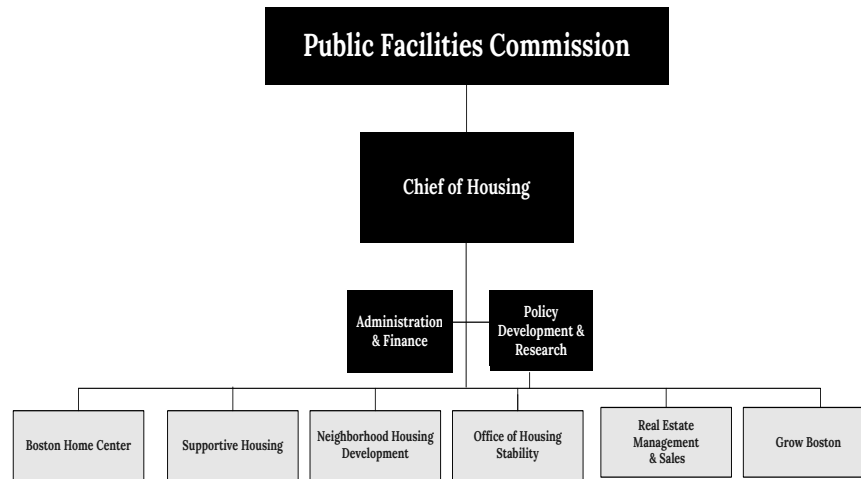 Public Facilities Commission
Chief of Housing
Administration
& Finance
Policy
Development &
Research
Boston Home Center
Supportive Housing
Neighborhood Housing
Development
Office of Housing
Stability
Real Estate
Management
& Sales
Grow Boston